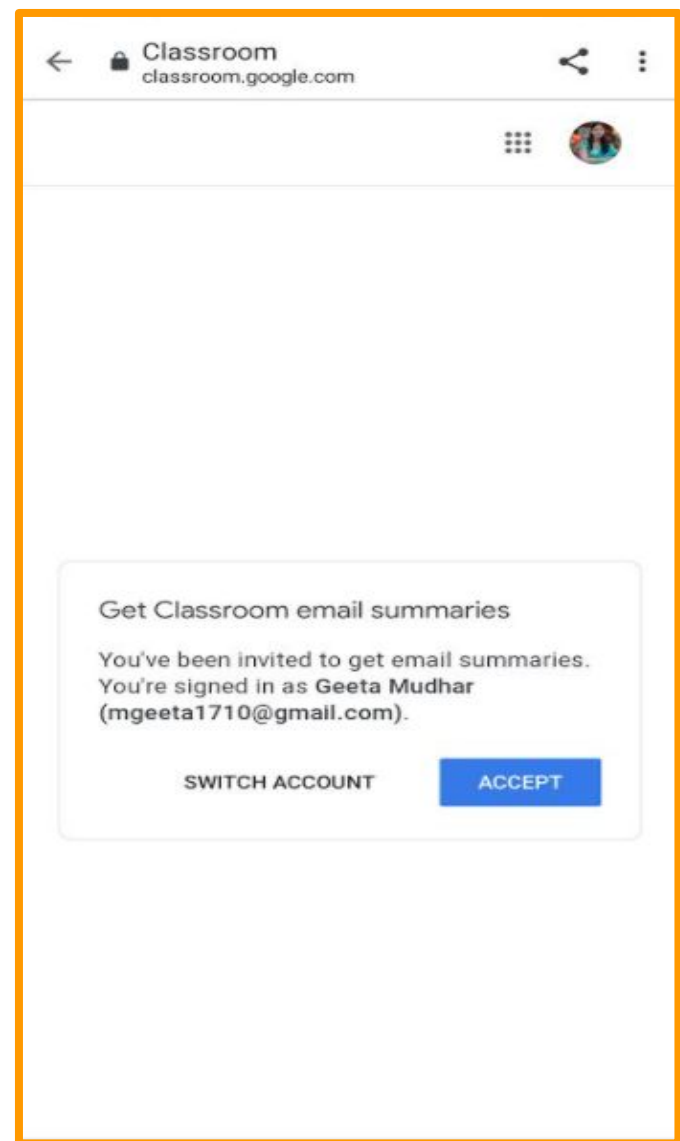 Classroom
classroom.google.com
Get Classroom email summaries
You've been invited to get email summaries.
You're signed in as Geeta Mudhar
(mgeeta1710@gmail.com).
SWITCH ACCOUNT ACCEPT